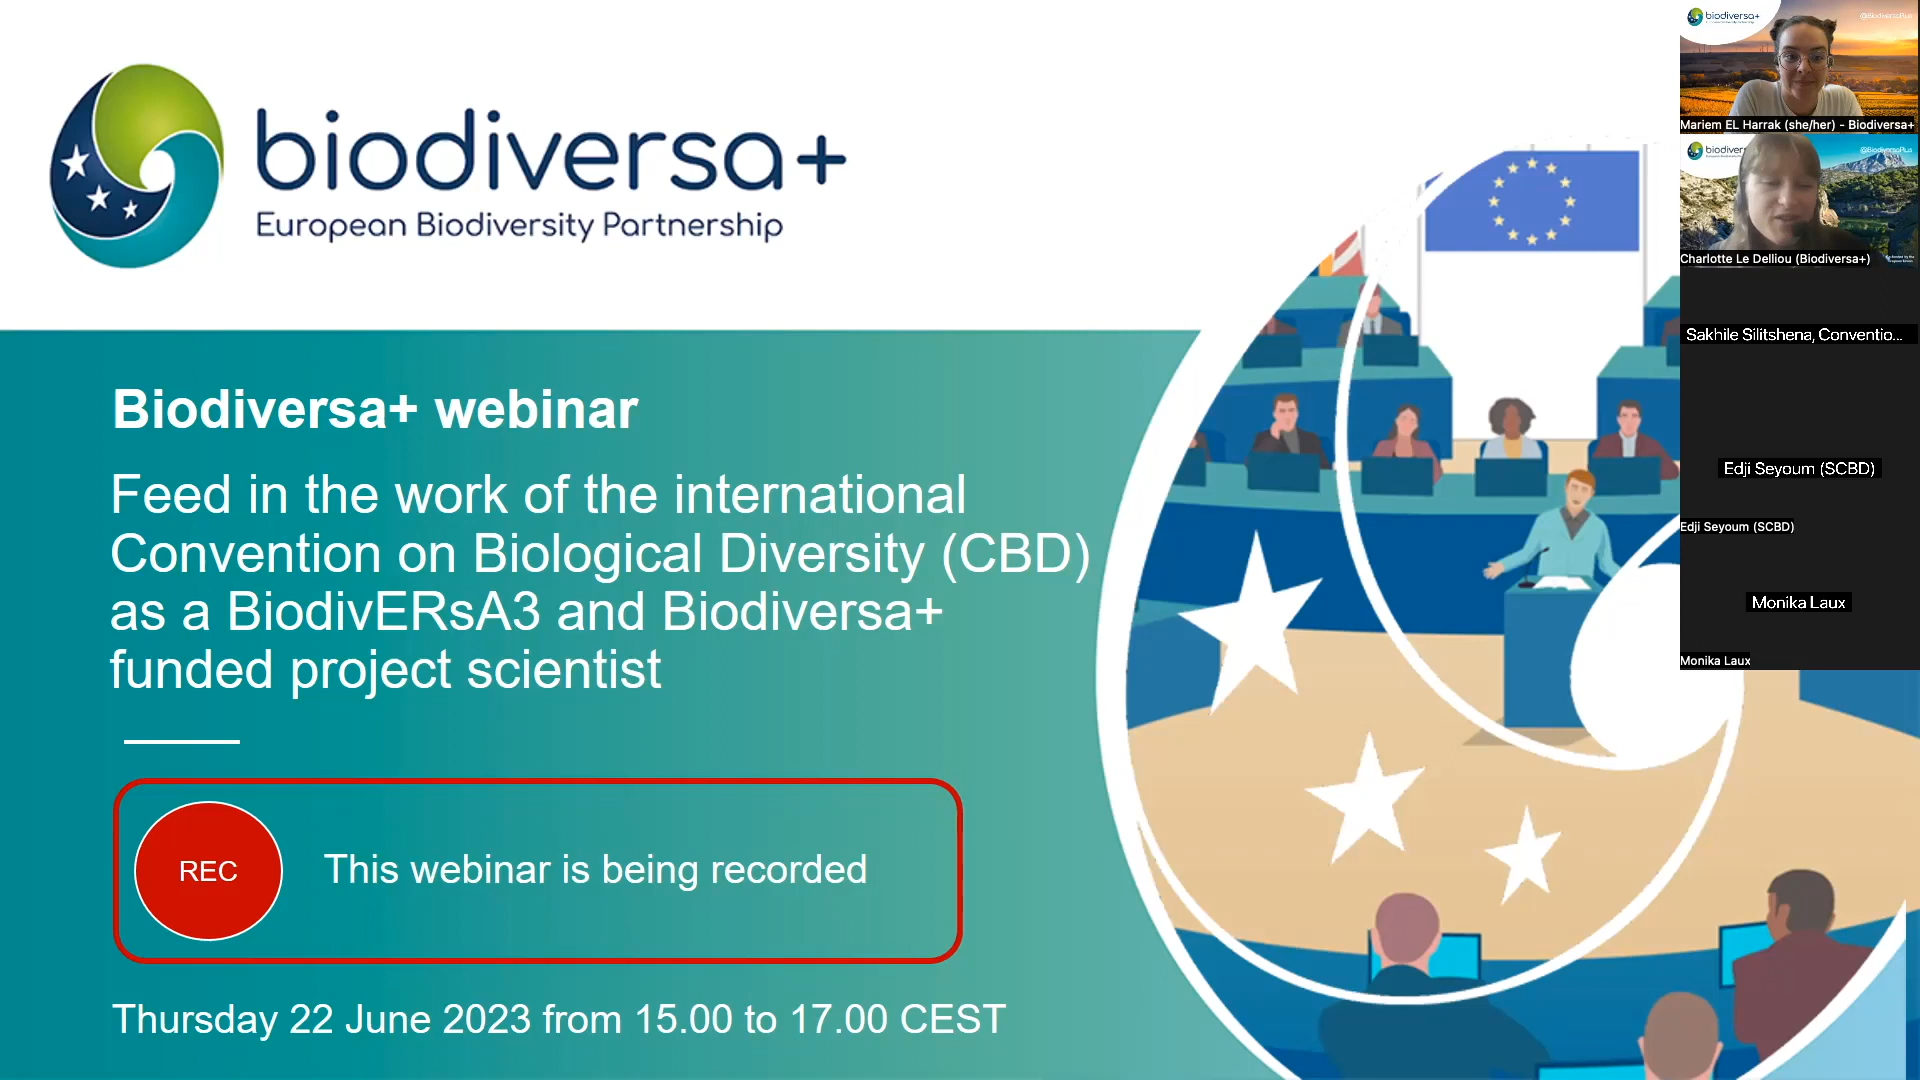 biodiversa+
European Biodiversity Partnership
Biodiversa+ webinar
Feed in the work of the international
Convention on Biological Diversity (CBD)
as a BiodivERsA3 and Biodiversa+
funded project scientist
REC
This webinar is being recorded
Thursday 22 June 2023 from 15.00 to 17.00 CEST
biodiversa+
@BiodiversaPlus
Mariem EL Harrak (she/her) - Biodiversa+
@BiodiversaPlus
Charlotte Le Delliou (Biodiversa+)
Sakhile Silitshena, Conventio...
Edji Seyoum (SCBD)
Edji Seyoum (SCBD)
Monika Laux
Monika Laux